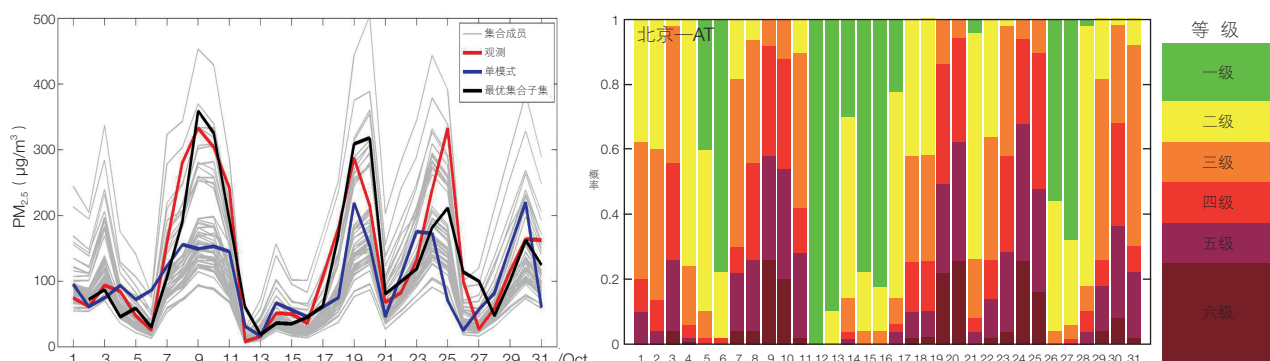 500
400
300
200
100
0
PM2.5 ( μg/m³ )
集合成员
观测
单模式
最优集合子集
1 3 5 7 9 11 13 15 17 19 21 23 25 27 29 31 /Oct
概率
1
0.8
0.6
0.4
0.2
0
北京—AT
1 2 3 4 5 6 7 8 9 10 11 12 13 14 15 16 17 18 19 20 21 22 23 24 25 26 27 28 29 30 31
等 级
一级
二级
三级
四级
五级
六级